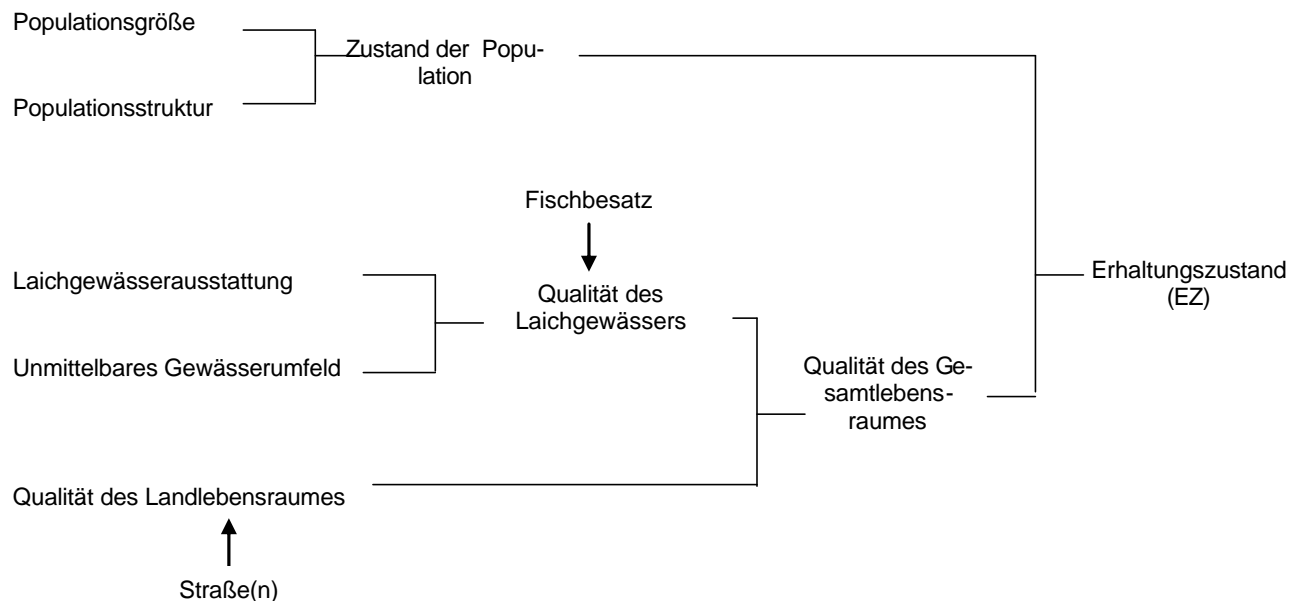 Populationsgröße
Zustand der Popu-
lation
Populationsstruktur
Fischbesatz
Laichgewässerausstattung
Qualität des
Laichgewässers
Erhaltungszustand
(EZ)
Unmittelbares Gewässerumfeld
Qualität des Ge-
samtlebens-
raumes
Qualität des Landlebensraumes
Straße(n)